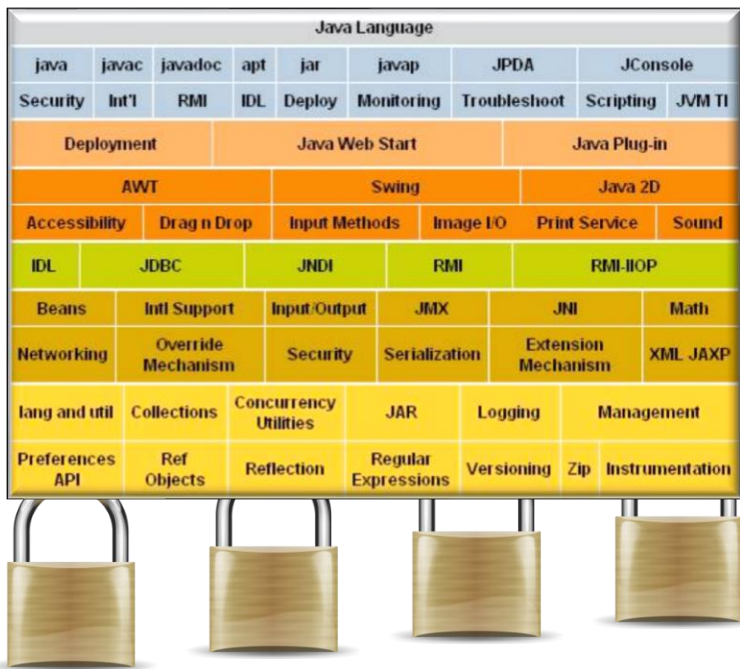 Java Language
java javac javadoc apt jar javap JPDA JConsole
Security Int'l RMI IDL Deploy Monitoring Troubleshoot Scripting JVM TI
Deployment Java Web Start Java Plug-in
AWT Swing Java 2D
Accessibility Drag n Drop Input Methods Image I/O Print Service Sound
IDL JDBC JNDI RMI RMI-IIOP
Beans Intl Support Input/Output JMX JNI Math
Networking Override Mechanism Security Serialization Extension Mechanism XML JAXP
lang and util Collections Concurrency Utilities JAR Logging Management
Preferences API Ref Objects Reflection Regular Expressions Versioning Zip Instrumentation